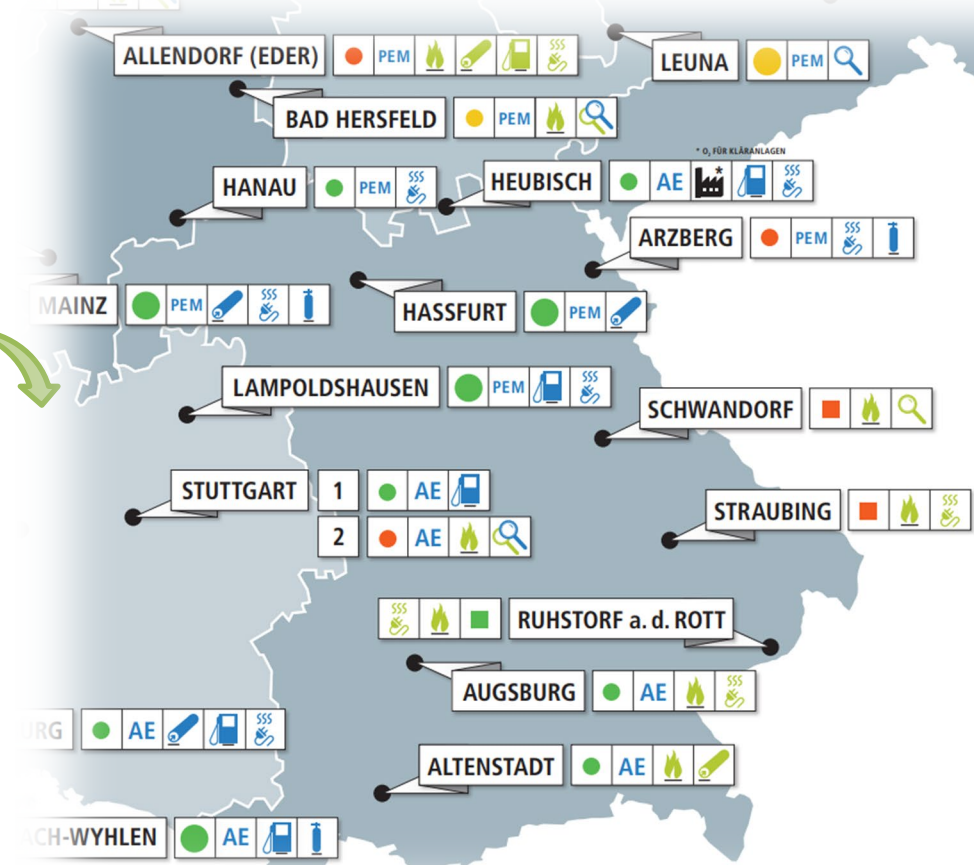 ALLENDORF (EDER) PEM
LEUNA PEM
BAD HERSFELD PEM
* O₂ FÜR KLÄRANLAGEN
HANAU PEM
HEUBISCH AE *
ARZBERG PEM
MAINZ PEM
HASSFURT PEM
LAMPOLDSHAUSEN PEM
SCHWANDORF
STUTTGART 1 AE
2 AE
STRAUBING
RUHSTORF a. d. ROTT
AUGSBURG AE
URG AE
ALTENSTADT AE
ACH-WYHLEN AE